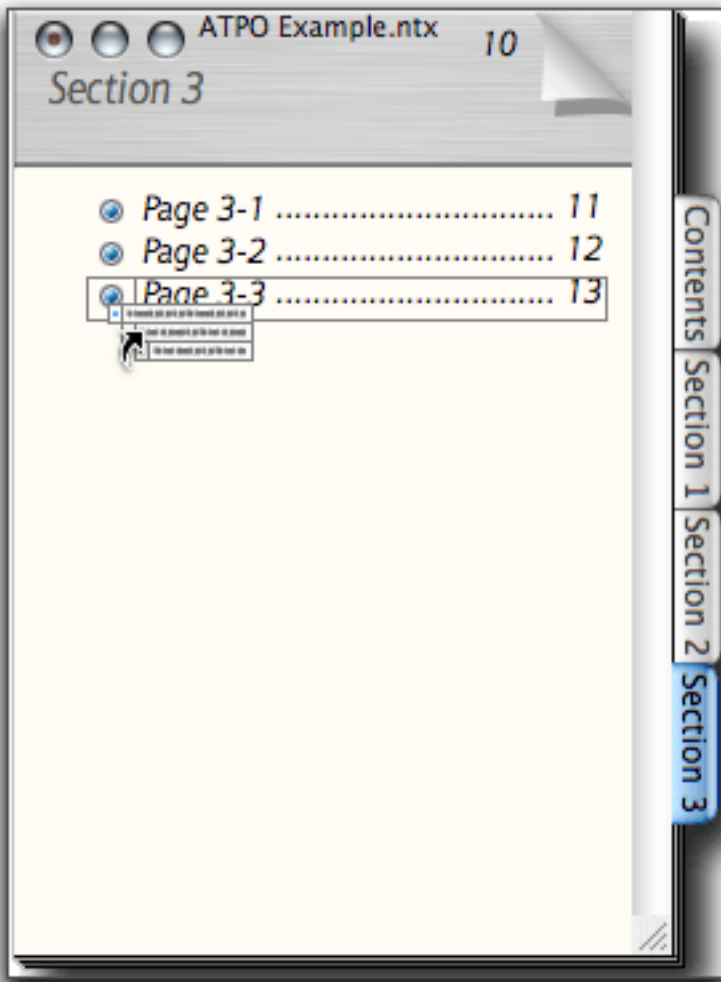 ATPO Example.ntx
10
Section 3
Page 3-1 ............................. 11
Page 3-2 ............................. 12
Page 3-3 ............................. 13
Contents
Section 1
Section 2
Section 3